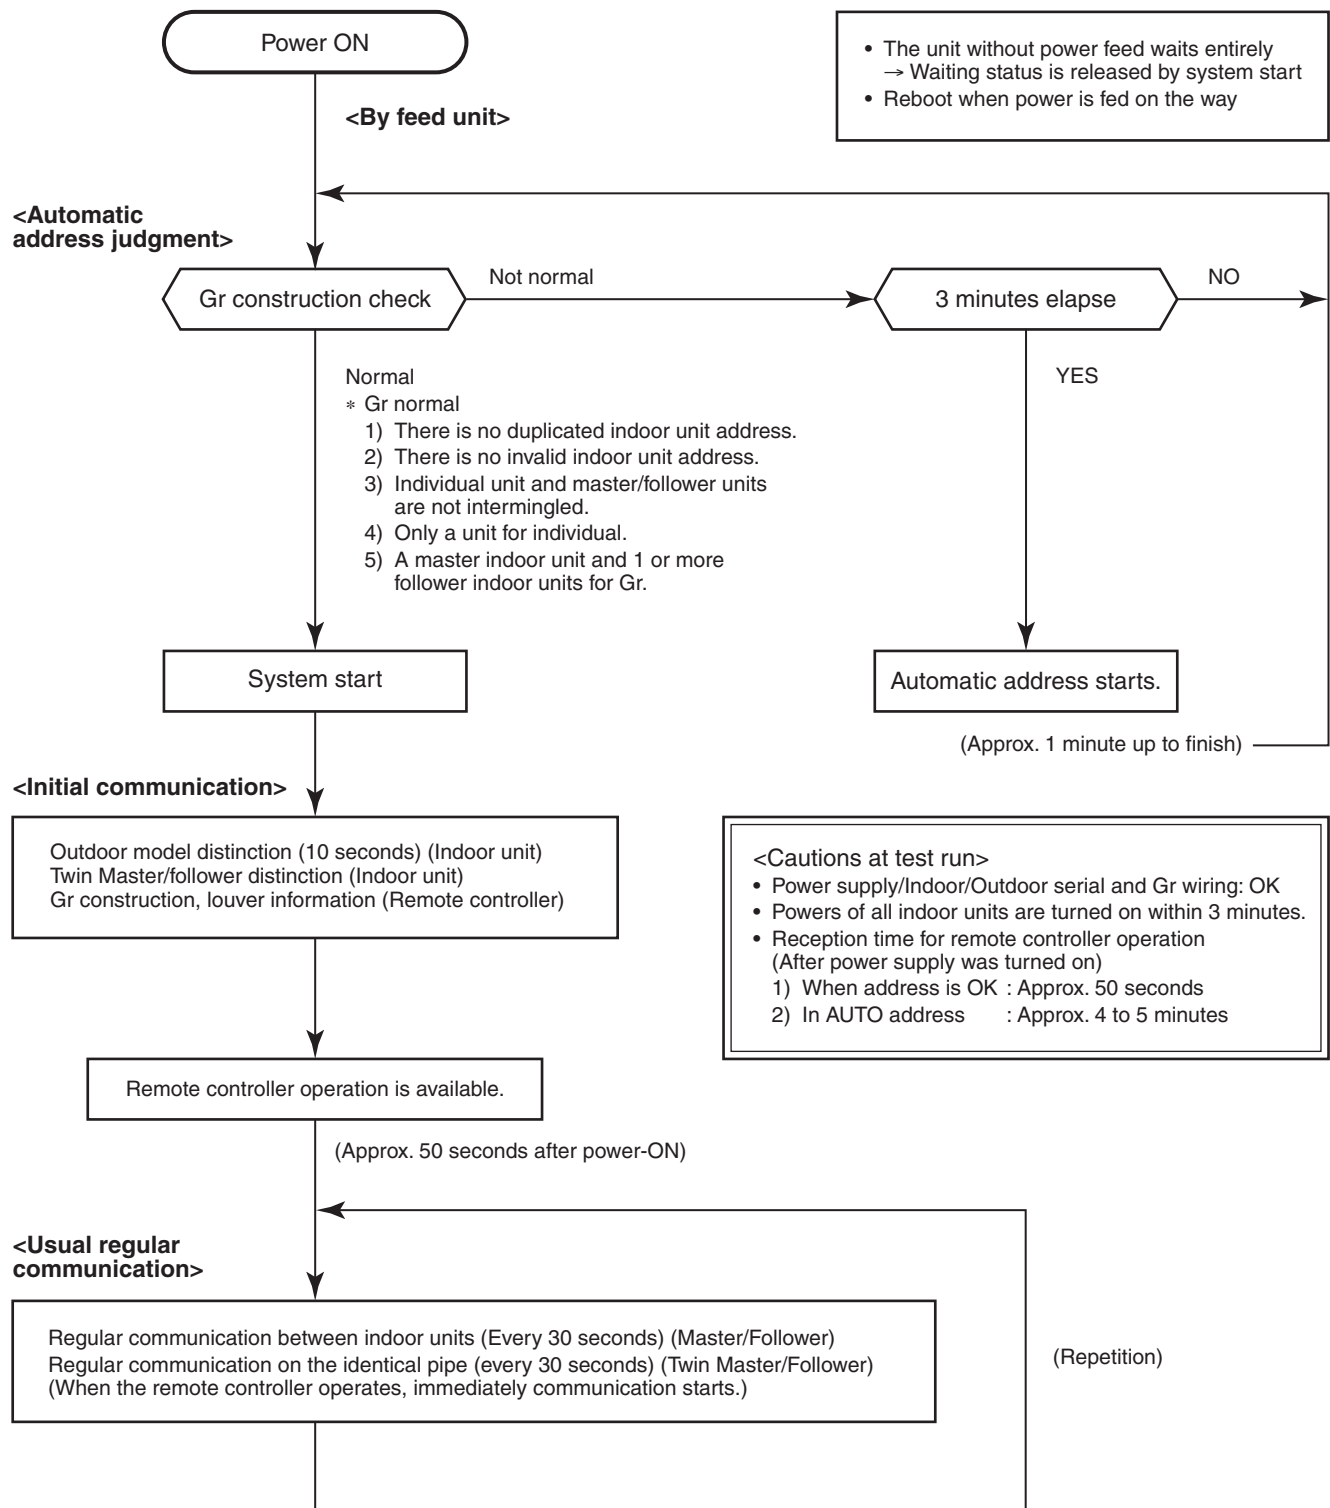 Power ON
• The unit without power feed waits entirely
→ Waiting status is released by system start
• Reboot when power is fed on the way
<By feed unit>
<Automatic
address judgment>
Gr construction check
Not normal
3 minutes elapse
NO
Normal
* Gr normal
1) There is no duplicated indoor unit address.
2) There is no invalid indoor unit address.
3) Individual unit and master/follower units
are not intermingled.
4) Only a unit for individual.
5) A master indoor unit and 1 or more
follower indoor units for Gr.
YES
System start
Automatic address starts.
(Approx. 1 minute up to finish)
<Initial communication>
Outdoor model distinction (10 seconds) (Indoor unit)
Twin Master/follower distinction (Indoor unit)
Gr construction, louver information (Remote controller)
<Cautions at test run>
• Power supply/Indoor/Outdoor serial and Gr wiring: OK
• Powers of all indoor units are turned on within 3 minutes.
• Reception time for remote controller operation
(After power supply was turned on)
1) When address is OK : Approx. 50 seconds
2) In AUTO address : Approx. 4 to 5 minutes
Remote controller operation is available.
(Approx. 50 seconds after power-ON)
<Usual regular
communication>
Regular communication between indoor units (Every 30 seconds) (Master/Follower)
Regular communication on the identical pipe (every 30 seconds) (Twin Master/Follower)
(When the remote controller operates, immediately communication starts.)
(Repetition)